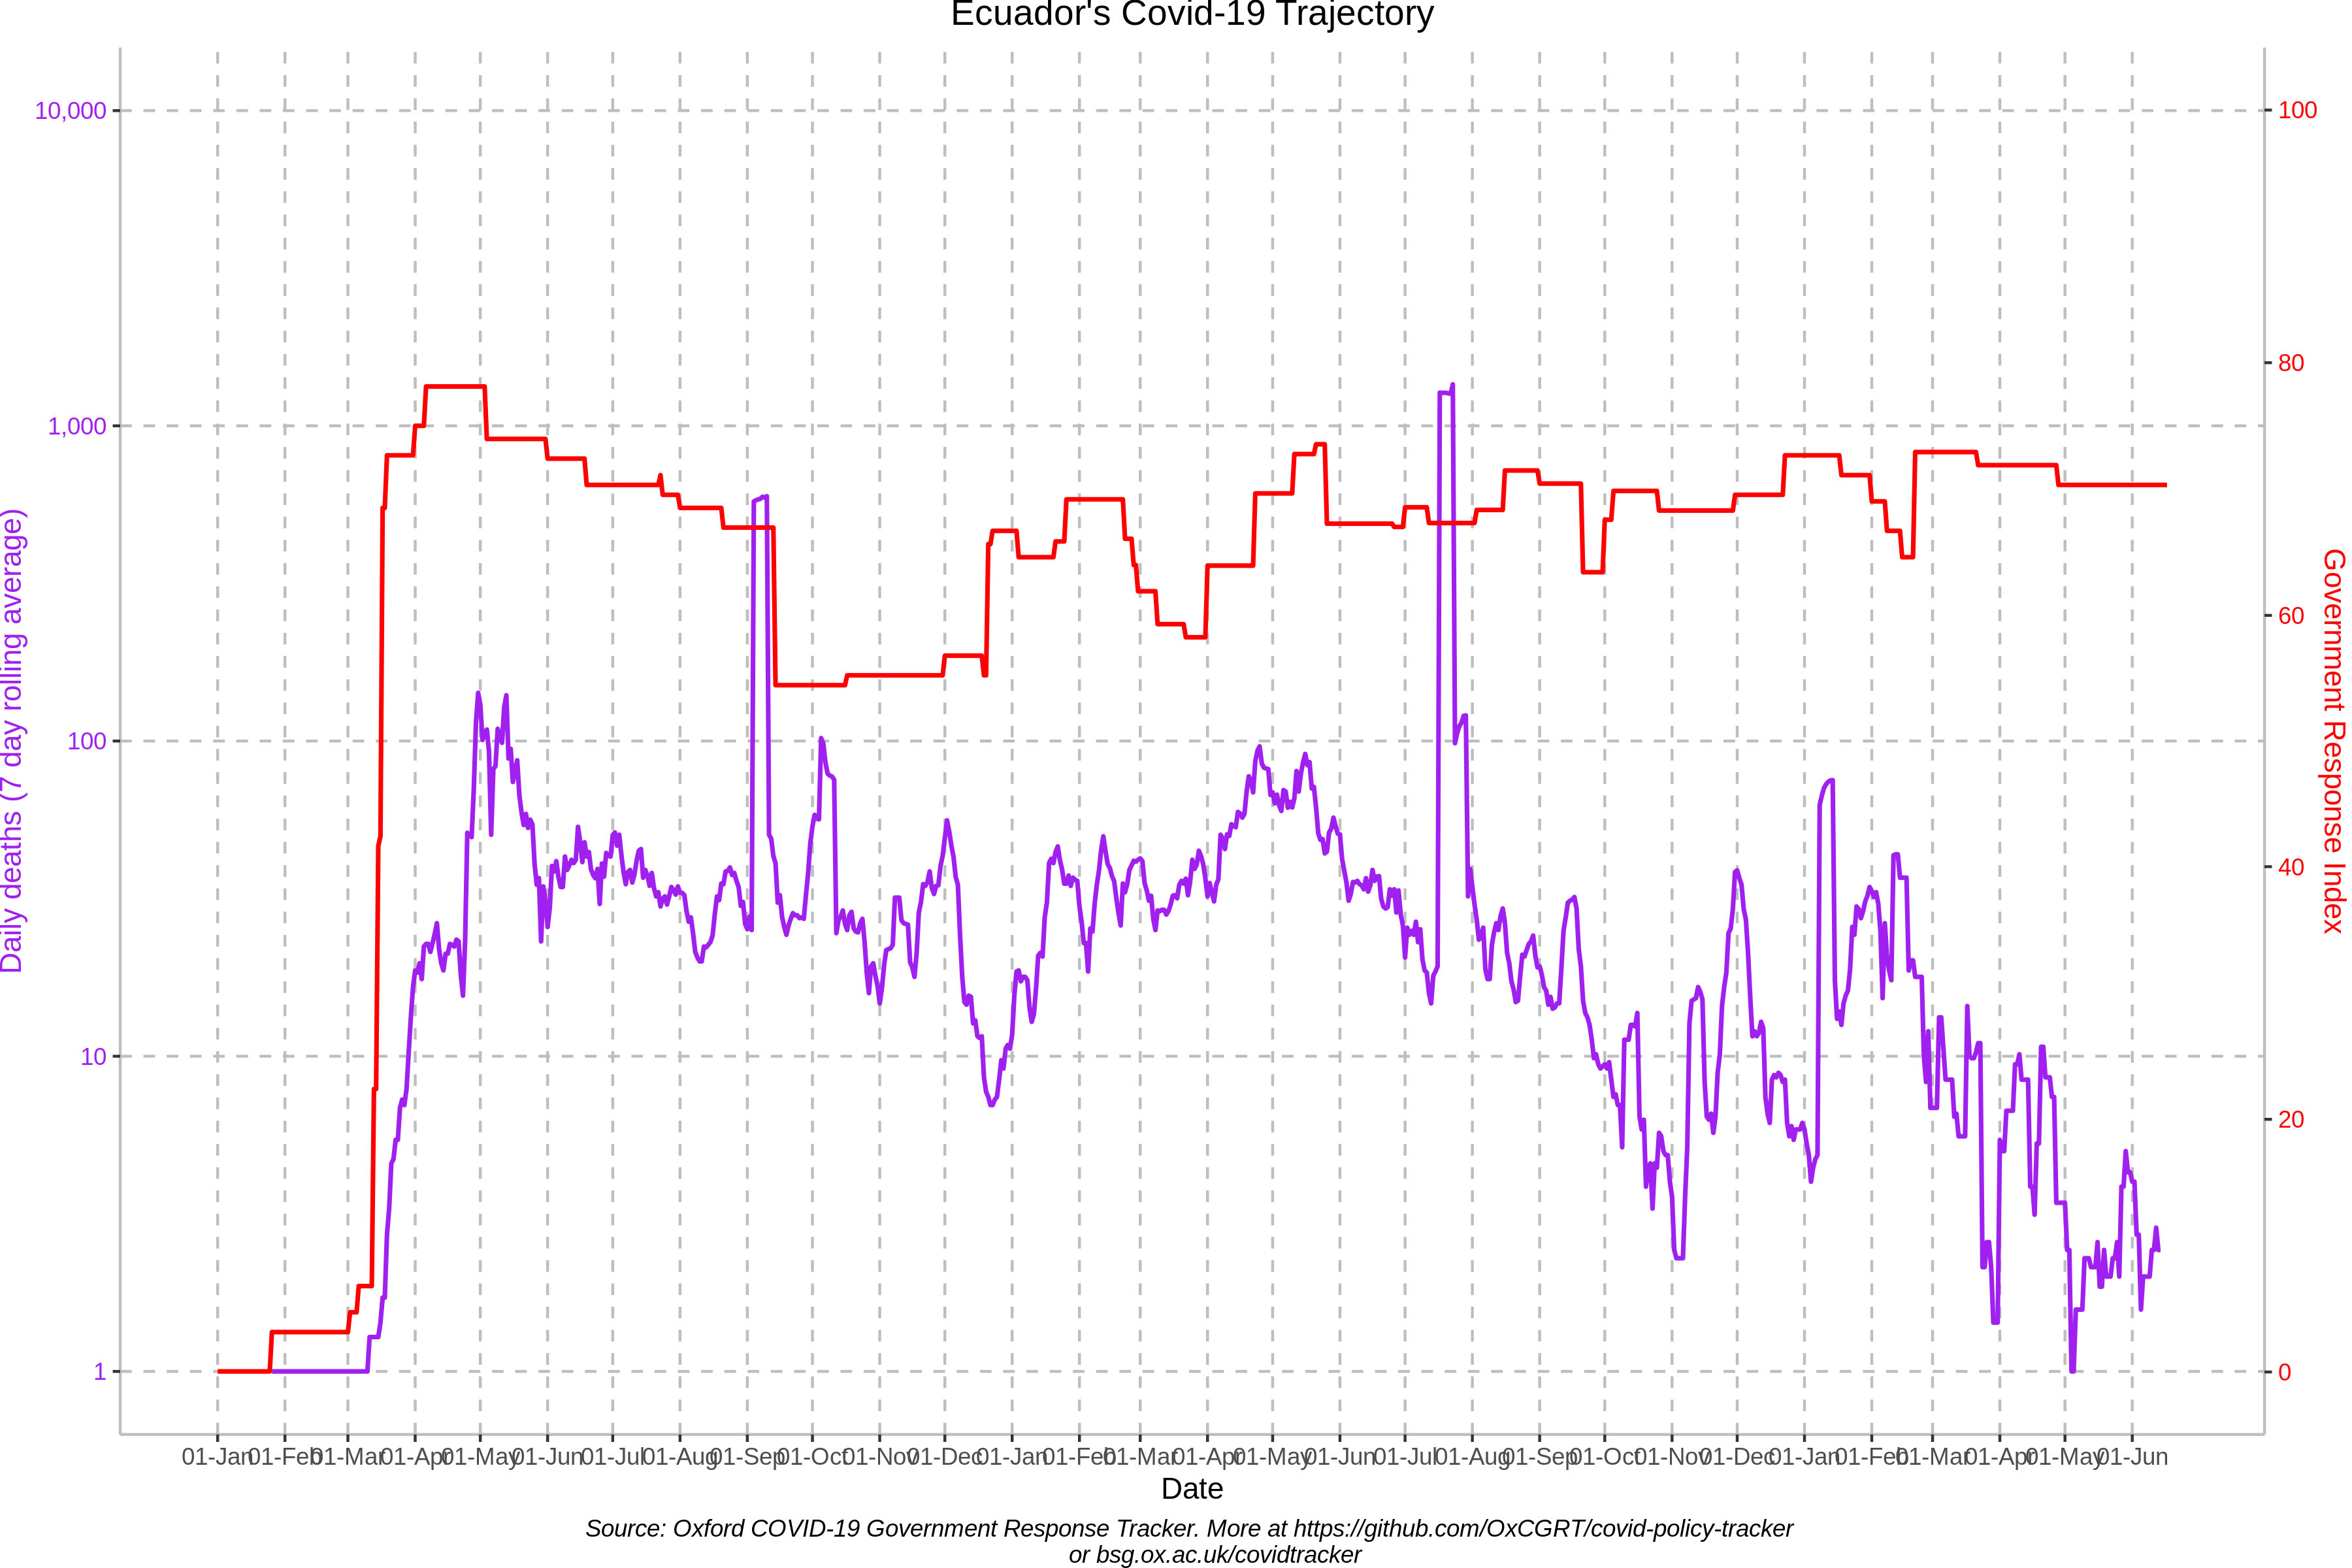 Ecuador's Covid-19 Trajectory
10,000
1,000
100
10
1
Daily deaths (7 day rolling average)
100
80
60
40
20
0
Government Response Index
01-Jan 01-Feb 01-Mar 01-Apr 01-May 01-Jun 01-Jul 01-Aug 01-Sep 01-Oct 01-Nov 01-Dec 01-Jan 01-Feb 01-Mar 01-Apr 01-May 01-Jun 01-Jul 01-Aug 01-Sep 01-Oct 01-Nov 01-Dec 01-Jan 01-Feb 01-Mar 01-Apr 01-May 01-Jun
Date
Source: Oxford COVID-19 Government Response Tracker. More at https://github.com/OxCGRT/covid-policy-tracker
or bsg.ox.ac.uk/covidtracker